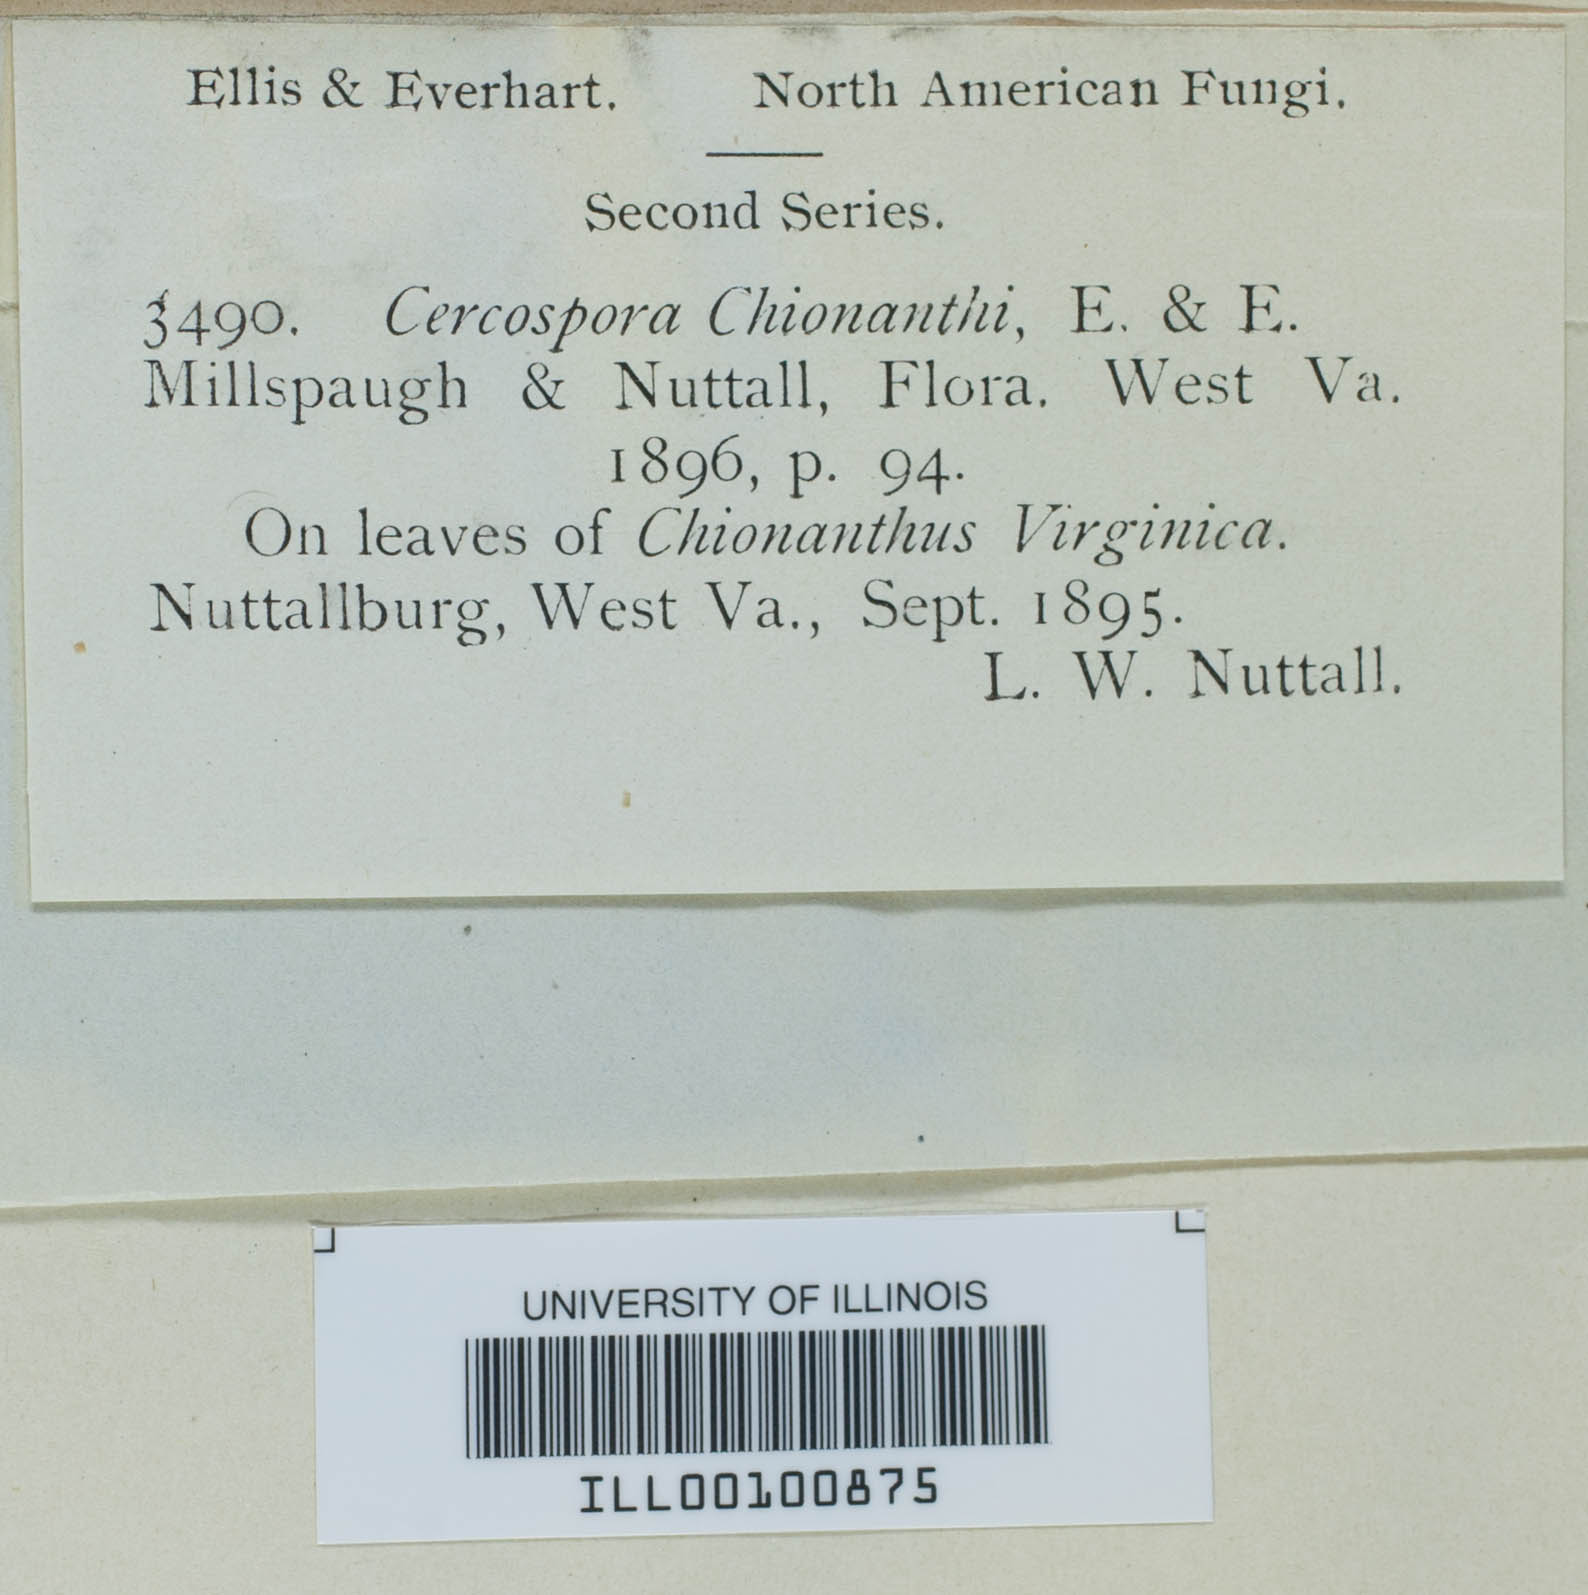 Ellis & Everhart. North American Fungi.
Second Series.
3490. Cercospora Chionanthi, E. & E.
Millspaugh & Nuttall, Flora. West Va.
1896, p. 94.
On leaves of Chionanthus Virginica.
Nuttallburg, West Va., Sept. 1895.
L. W. Nuttall.
UNIVERSITY OF ILLINOIS
ILL00100875